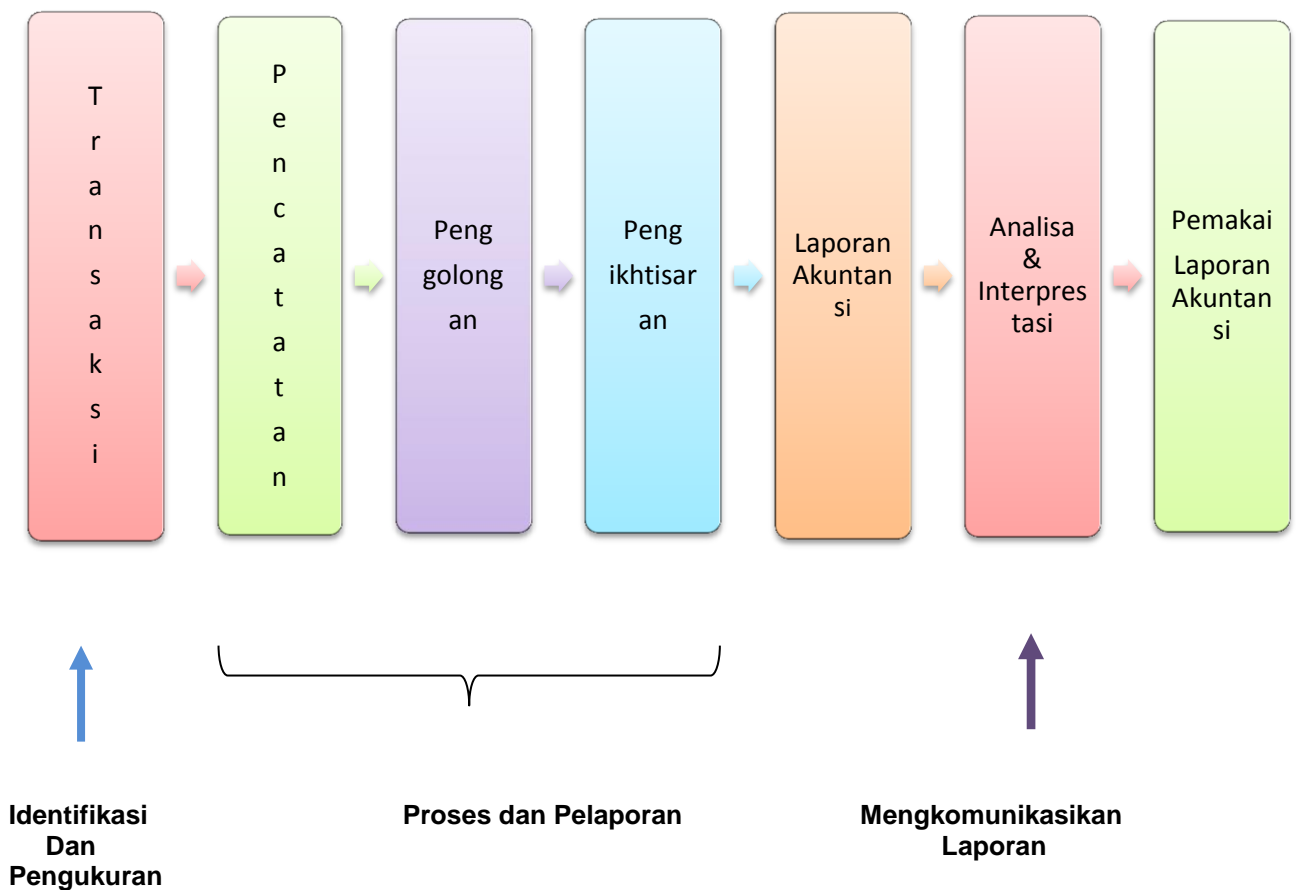 T
r
a
n
s
a
k
s
i
P
e
n
c
a
t
a
t
a
n
Peng
golong
an
Peng
ikhtisar
an
Laporan
Akuntan
si
Analisa
&
Interpres
tasi
Pemakai
Laporan
Akuntan
si
Identifikasi
Dan
Pengukuran
Proses dan Pelaporan
Mengkomunikasikan
Laporan